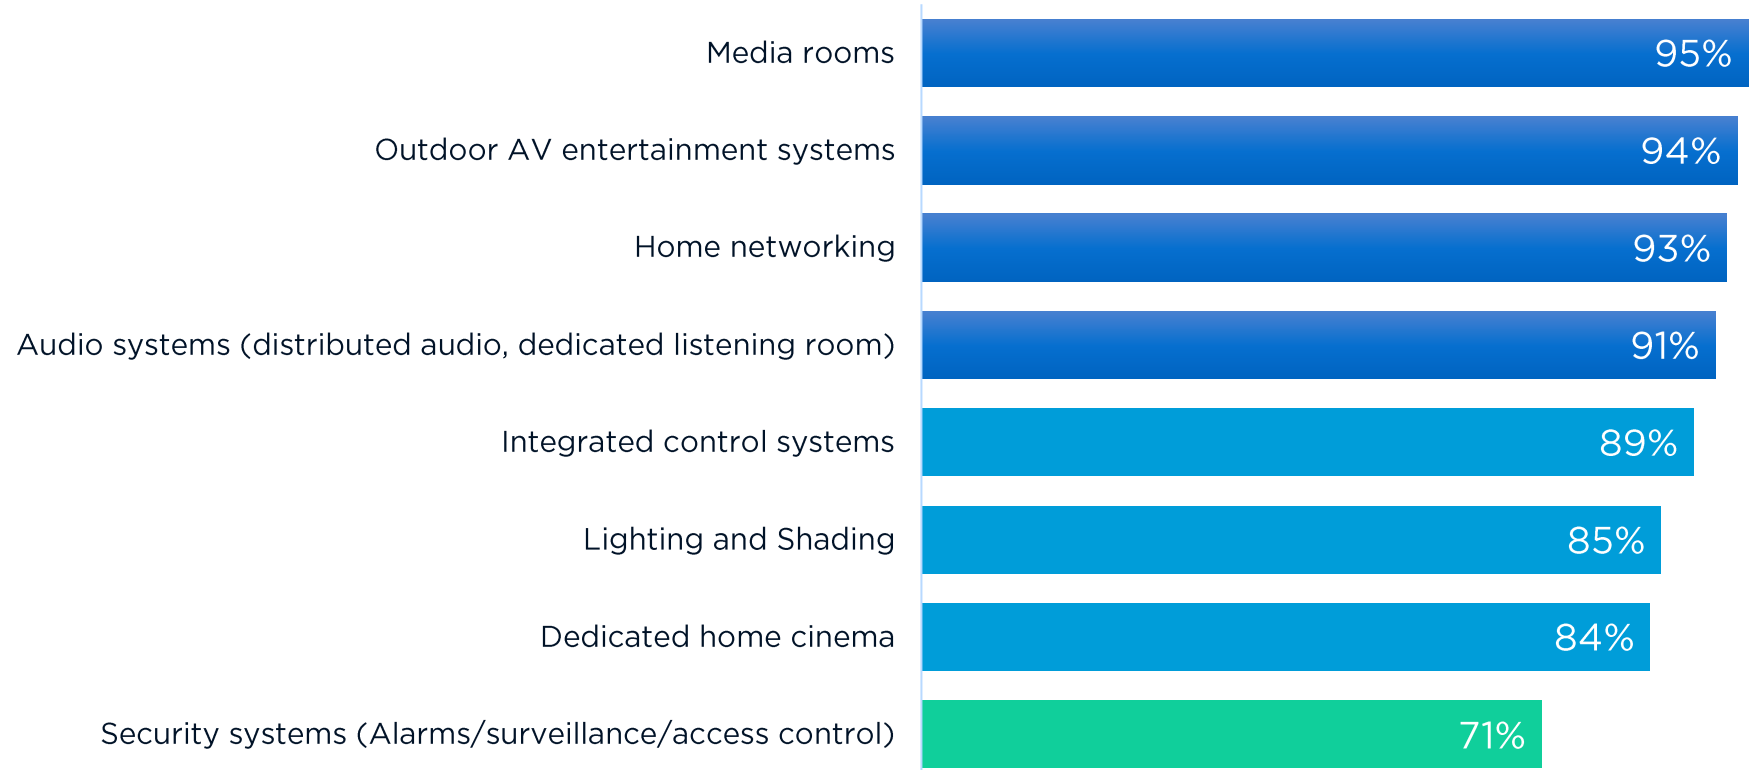 Media rooms 95%
Outdoor AV entertainment systems 94%
Home networking 93%
Audio systems (distributed audio, dedicated listening room) 91%
Integrated control systems 89%
Lighting and Shading 85%
Dedicated home cinema 84%
Security systems (Alarms/surveillance/access control) 71%